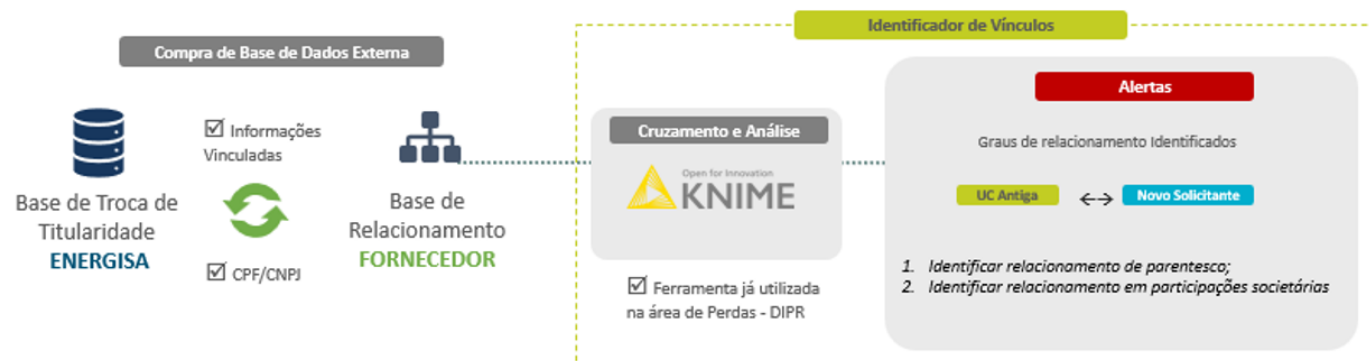 Identificador de Vínculos
Compra de Base de Dados Externa
Informações
Vinculadas
Base de Troca de
Titularidade
ENERGISA
CPF/CNPJ
Base de
Relacionamento
FORNECEDOR
Cruzamento e Análise
Open for Innovation
KNIME
Ferramenta já utilizada
na área de Perdas - DIPR
Alertas
Graus de relacionamento Identificados
UC Antiga
Novo Solicitante
1. Identificar relacionamento de parentesco;
2. Identificar relacionamento em participações societárias